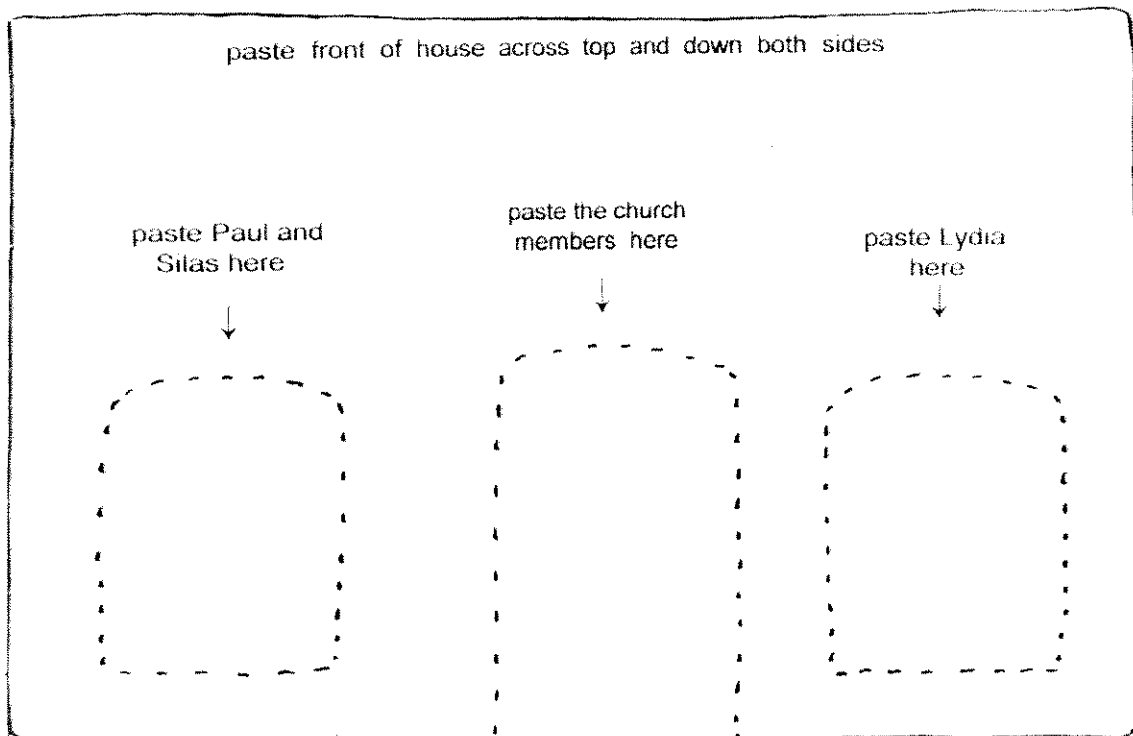 paste front of house across top and down both sides
paste Paul and
Silas here
paste the church
members here
paste Lydia
here